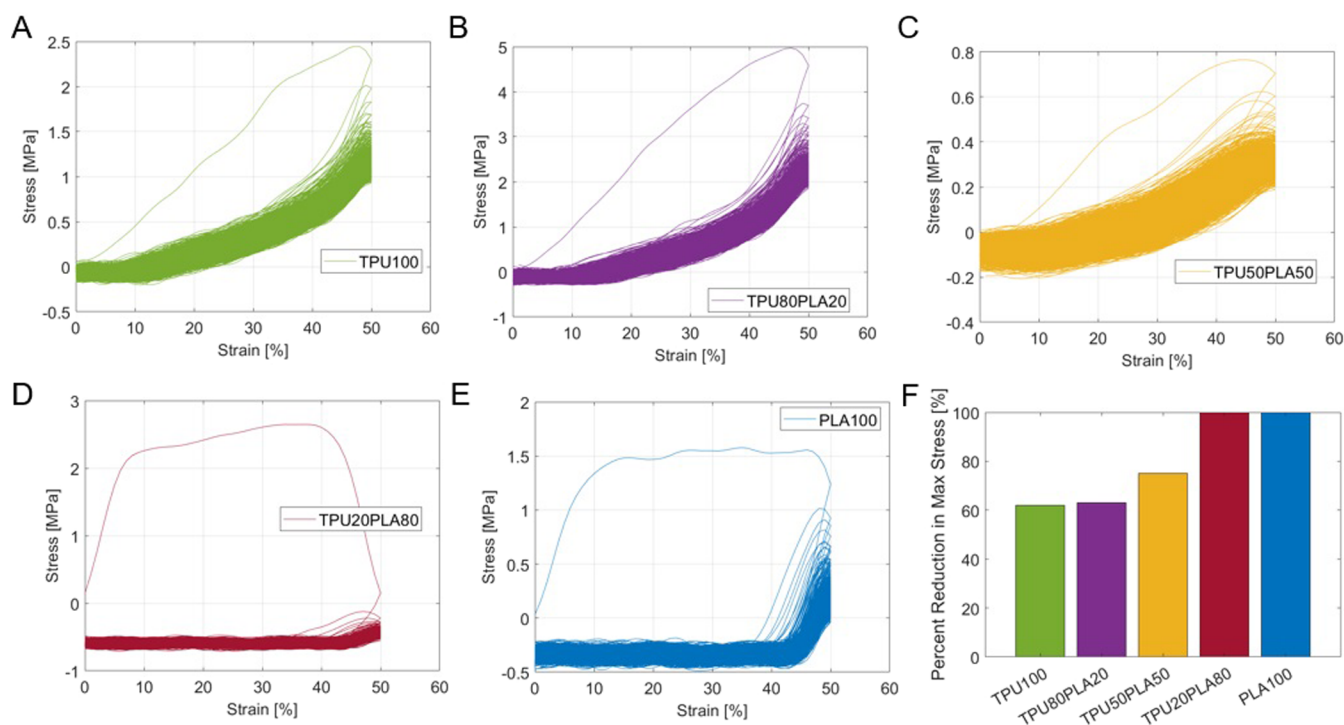 A
2.5
2
1.5
1
0.5
0
-0.5
Stress [MPa]
0 10 20 30 40 50 60
Strain [%]
TPU100
B
5
4
3
2
1
0
-1
Stress [MPa]
0 10 20 30 40 50 60
Strain [%]
TPU80PLA20
C
0.8
0.6
0.4
0.2
0
-0.2
-0.4
Stress [MPa]
0 10 20 30 40 50 60
Strain [%]
TPU50PLA50
D
3
2
1
0
-1
Stress [MPa]
0 10 20 30 40 50 60
Strain [%]
TPU20PLA80
E
2
1.5
1
0.5
0
-0.5
Stress [MPa]
0 10 20 30 40 50 60
Strain [%]
PLA100
F
100
80
60
40
20
0
Percent Reduction in Max Stress [%]
TPU100
TPU80PLA20
TPU50PLA50
TPU20PLA80
PLA100